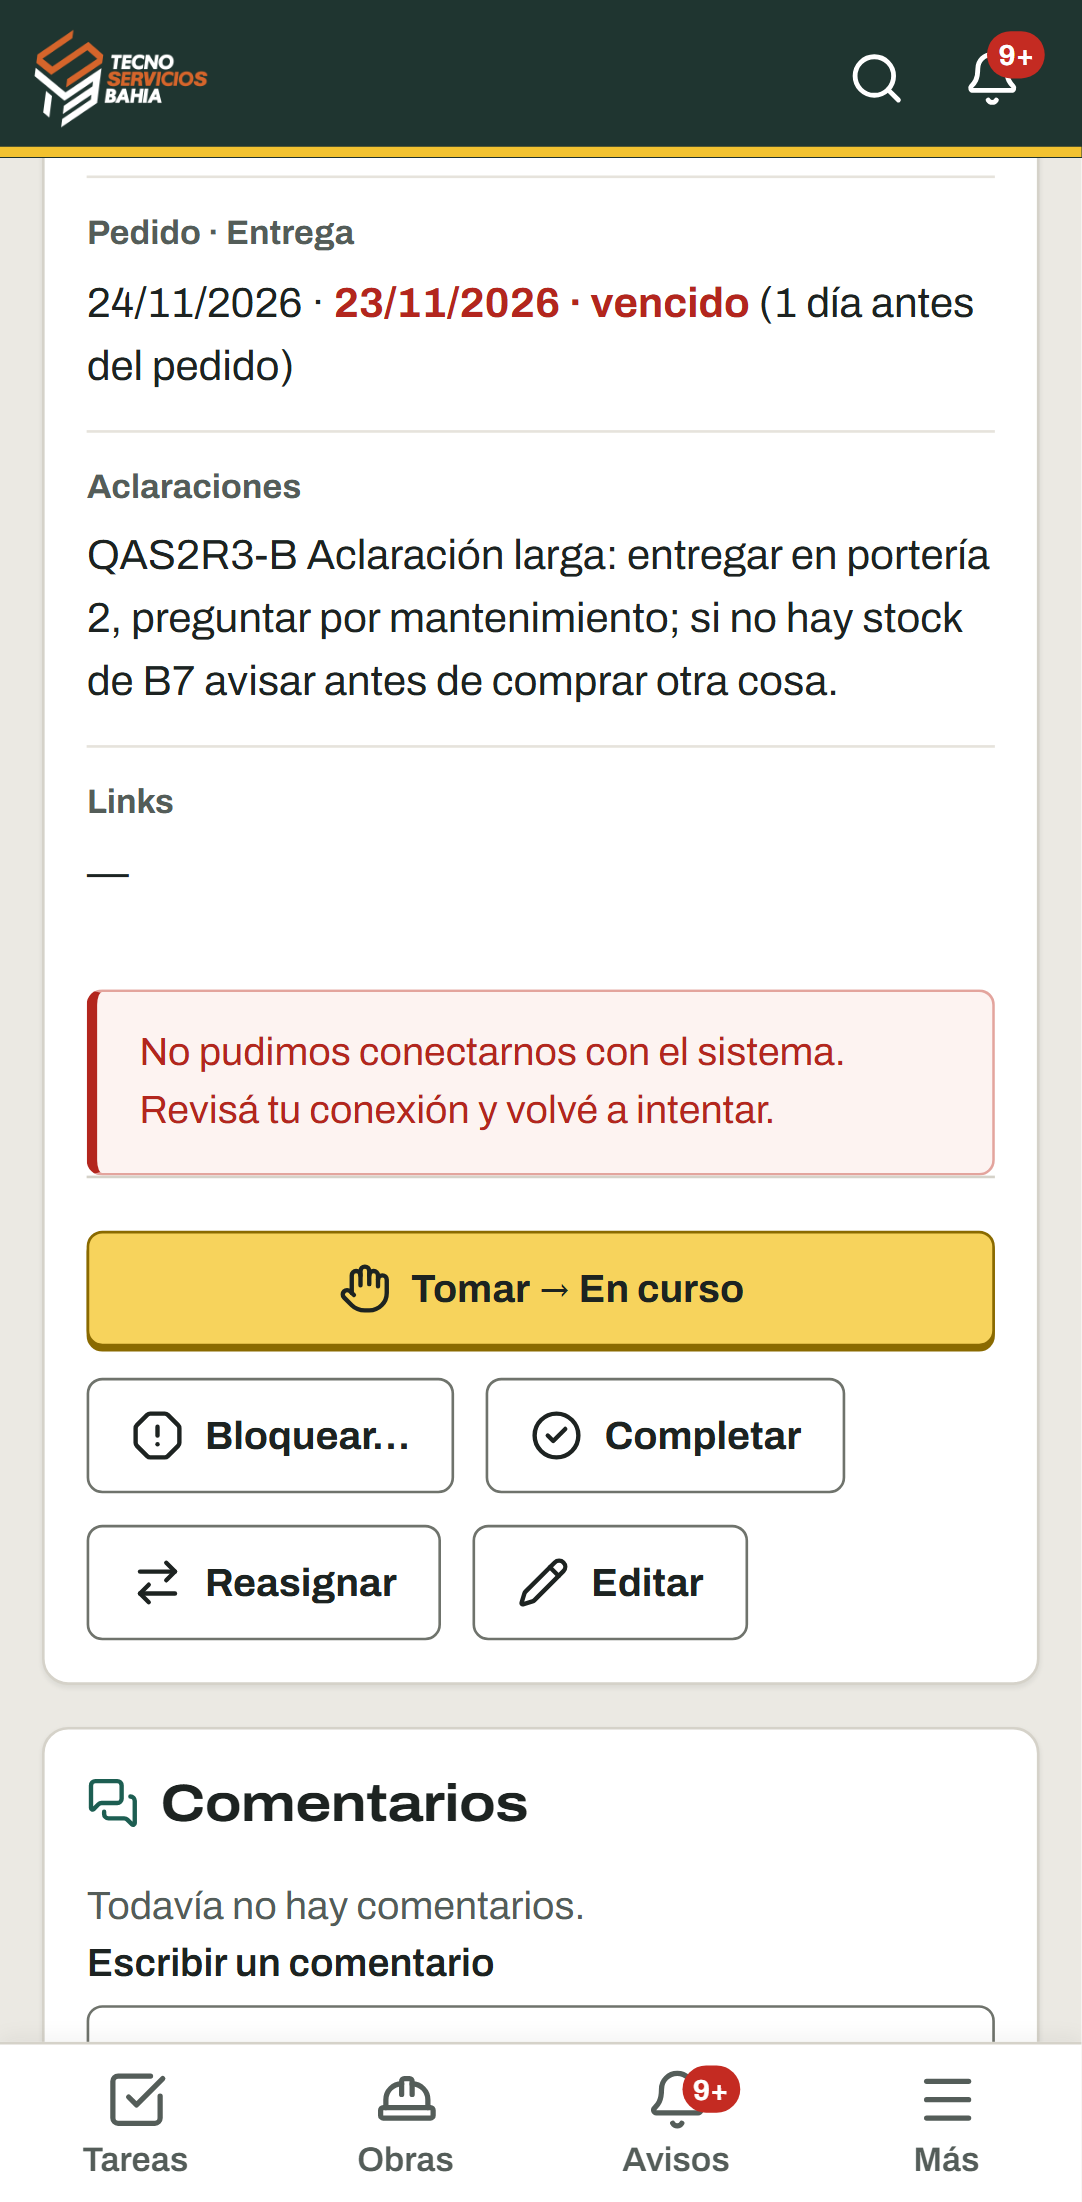 TECNO
SERVICIOS
BAHIA
9+
Pedido · Entrega
24/11/2026 · 23/11/2026 · vencido (1 día antes
del pedido)
Aclaraciones
QAS2R3-B Aclaración larga: entregar en portería
2, preguntar por mantenimiento; si no hay stock
de B7 avisar antes de comprar otra cosa.
Links
—
No pudimos conectarnos con el sistema.
Revisá tu conexión y volvé a intentar.
Tomar → En curso
Bloquear...
Completar
Reasignar
Editar
Comentarios
Todavía no hay comentarios.
Escribir un comentario
9+
Tareas
Obras
Avisos
Más